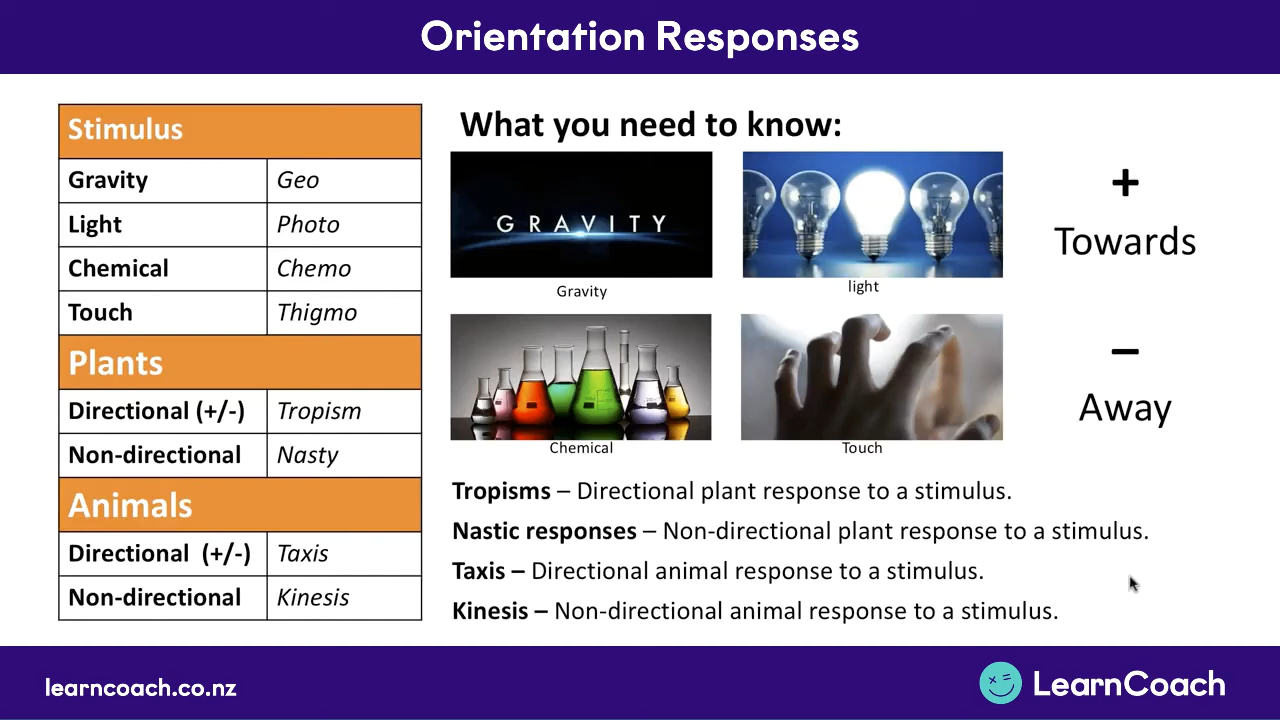 Orientation Responses
Stimulus
Gravity Geo
Light Photo
Chemical Chemo
Touch Thigmo
Plants
Directional (+/-) Tropism
Non-directional Nasty
Animals
Directional (+/-) Taxis
Non-directional Kinesis
What you need to know:
GRAVITY
Gravity
light
Chemical
Touch
+
Towards
–
Away
Tropisms – Directional plant response to a stimulus.
Nastic responses – Non-directional plant response to a stimulus.
Taxis – Directional animal response to a stimulus.
Kinesis – Non-directional animal response to a stimulus.
learncoach.co.nz
LearnCoach